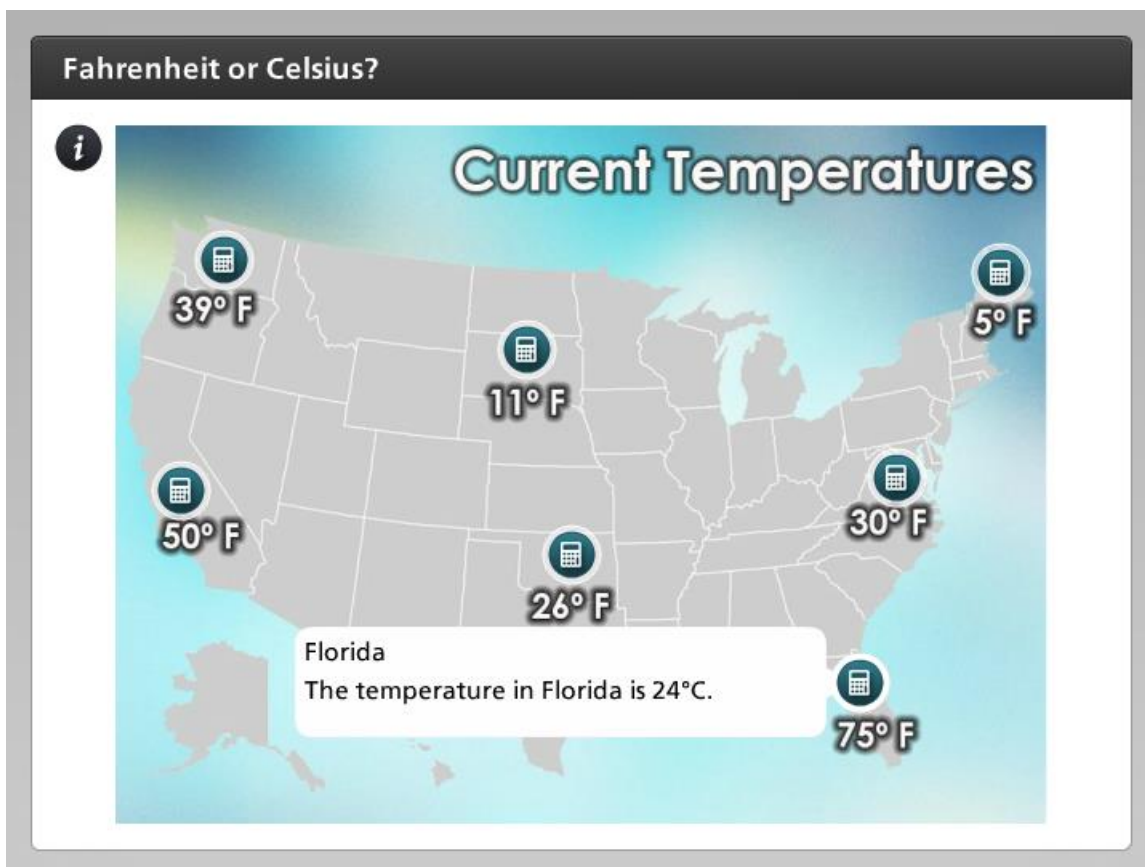 Fahrenheit or Celsius?
i
Current Temperatures
39° F
5° F
11° F
50° F
30° F
26° F
Florida
The temperature in Florida is 24°C.
75° F